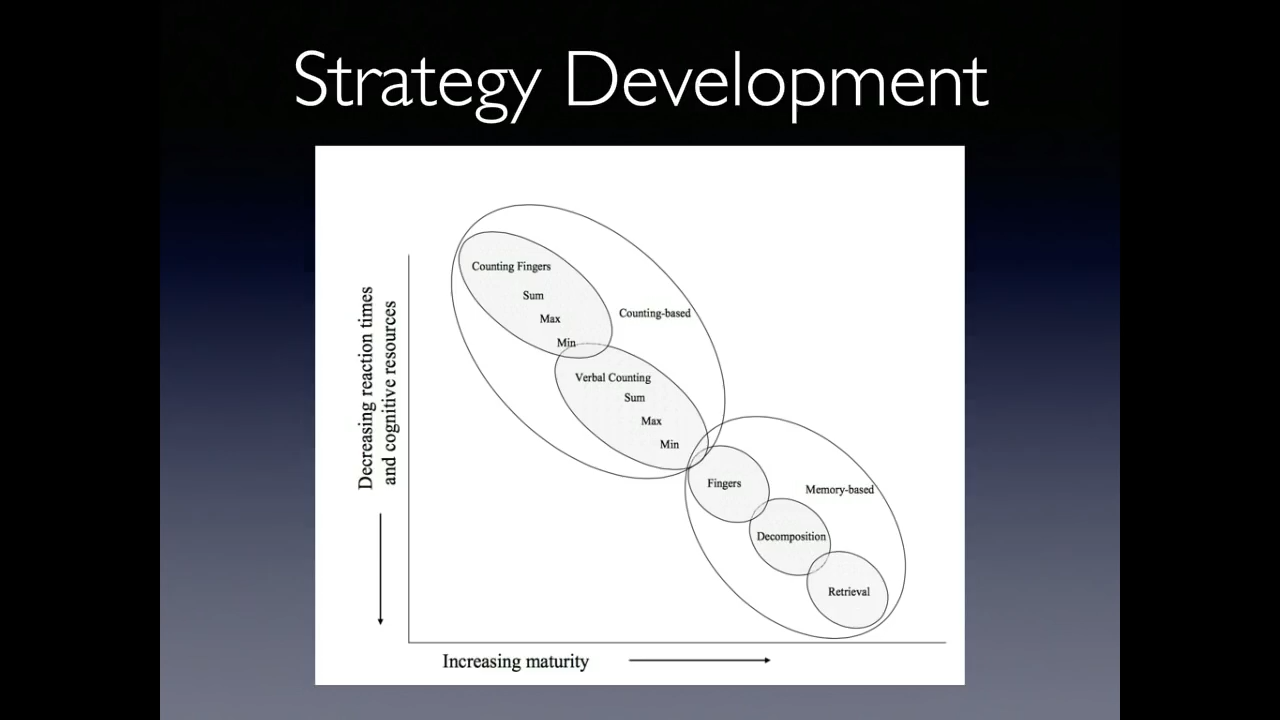 Strategy Development
Counting Fingers
Sum
Max
Min
Counting-based
Verbal Counting
Sum
Max
Min
Fingers
Memory-based
Decomposition
Retrieval
Decreasing reaction times
and cognitive resources
Increasing maturity